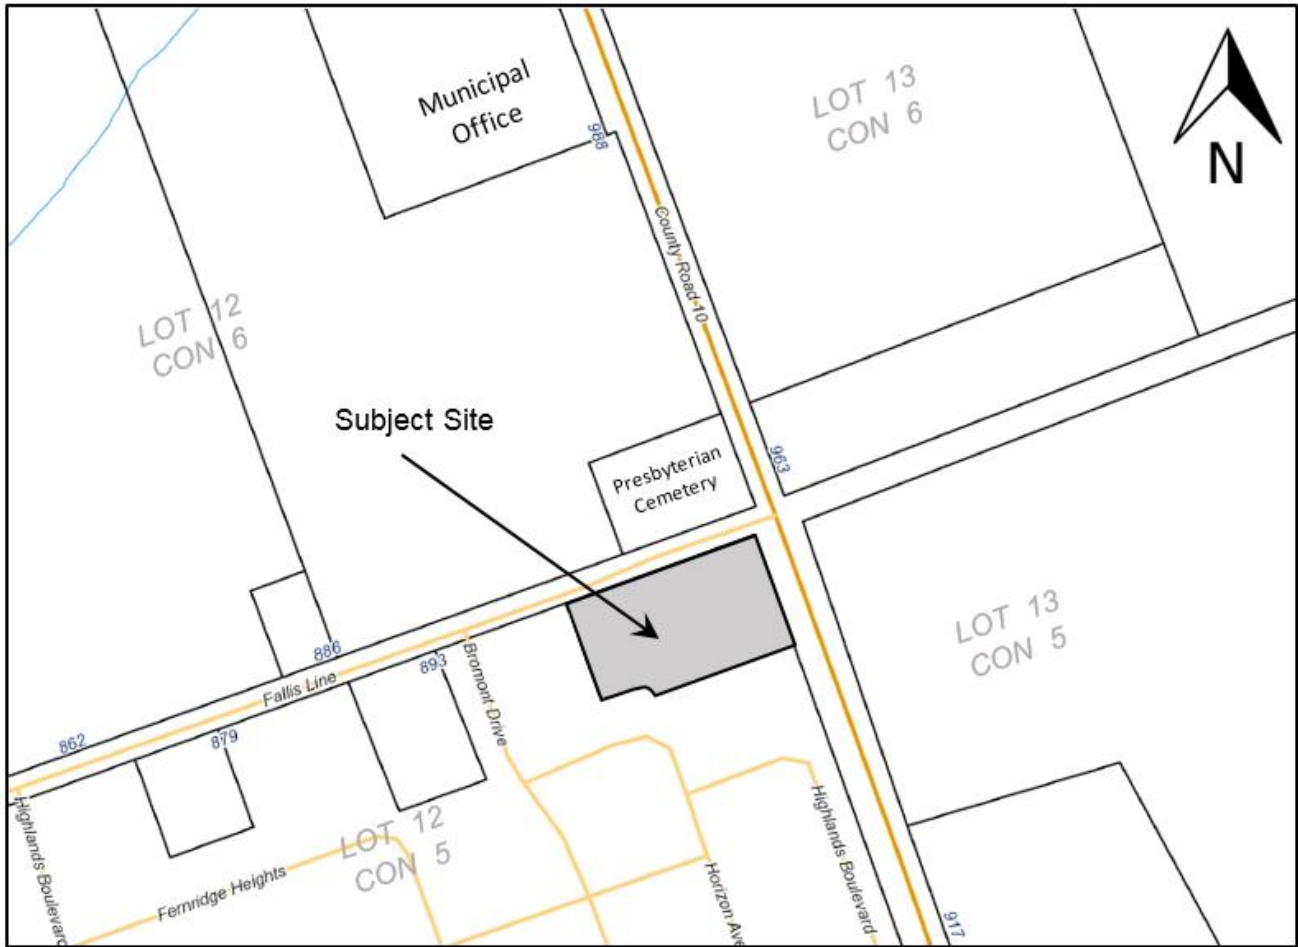 Municipal
Office
988
LOT 13
CON 6
N
County Road 10
LOT 12
CON 6
Subject Site
Presbyterian
Cemetery
963
LOT 13
CON 5
886
893
Fallis Line
Bromont Drive
862
879
Highlands Boulevard
LOT 12
CON 5
Fernridge Heights
Highlands Boulevard
Horizon Ave
917